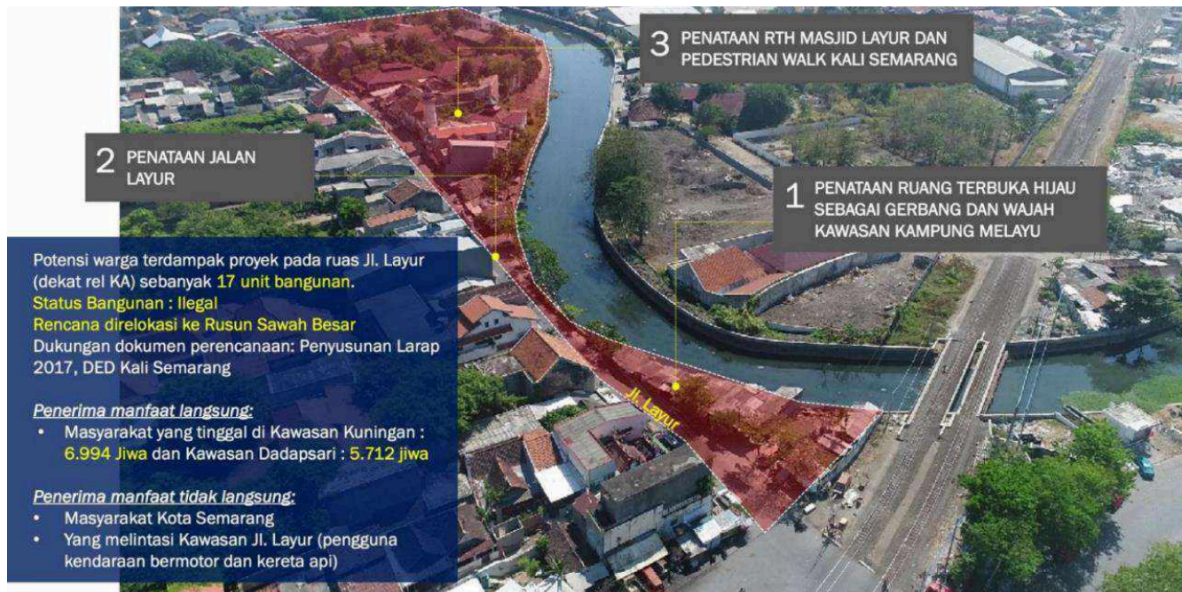 3 PENATAAN RTH MASJID LAYUR DAN
PEDESTRIAN WALK KALI SEMARANG
2 PENATAAN JALAN
LAYUR
1 PENATAAN RUANG TERBUKA HIJAU
SEBAGAI GERBANG DAN WAJAH
KAWASAN KAMPUNG MELAYU
Potensi warga terdampak proyek pada ruas Jl. Layur
(dekat rel KA) sebanyak 17 unit bangunan.
Status Bangunan : Ilegal
Rencana direlokasi ke Rusun Sawah Besar
Dukungan dokumen perencanaan: Penyusunan Larap
2017, DED Kali Semarang
Penerima manfaat langsung:
• Masyarakat yang tinggal di Kawasan Kuningan :
6.994 Jiwa dan Kawasan Dadapsari : 5.712 jiwa
Penerima manfaat tidak langsung:
• Masyarakat Kota Semarang
• Yang melintasi Kawasan Jl. Layur (pengguna
kendaraan bermotor dan kereta api)
Jl. Layur